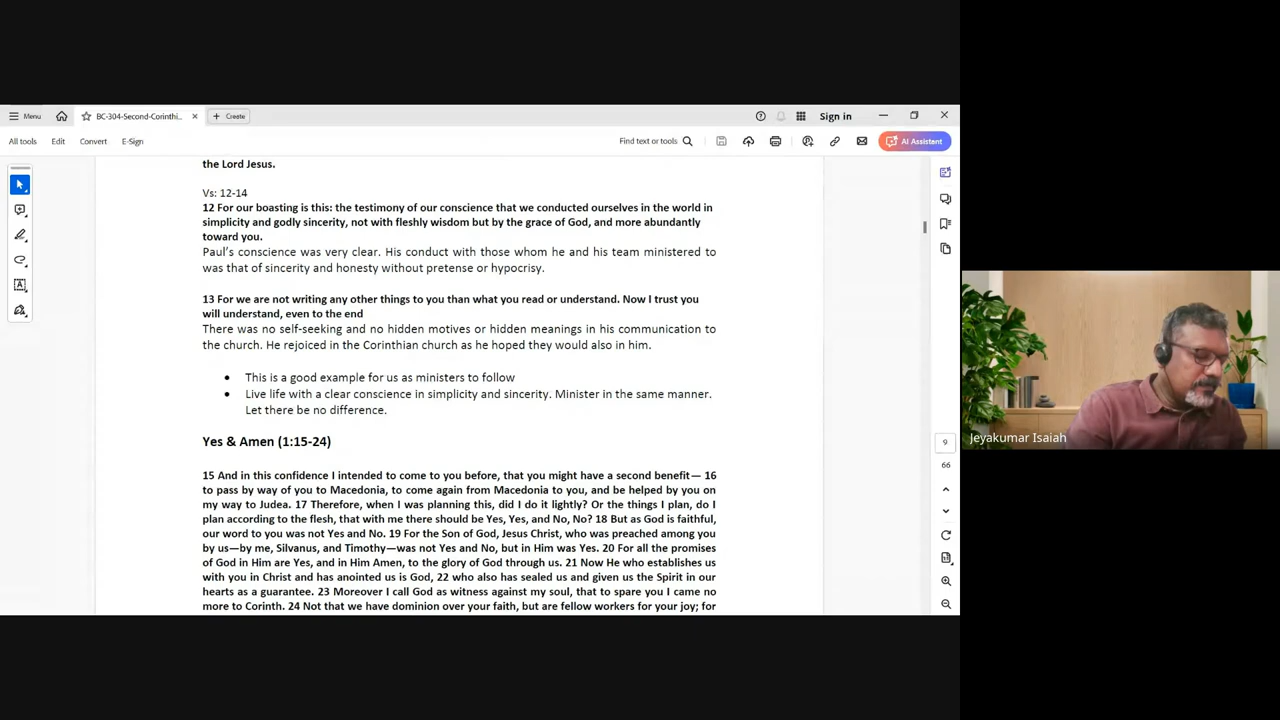 Menu
BC-304-Second-Corinthi...
Create
Sign in
All tools
Edit
Convert
E-Sign
Find text or tools
AI Assistant
the Lord Jesus.
Vs: 12-14
12 For our boasting is this: the testimony of our conscience that we conducted ourselves in the world in
simplicity and godly sincerity, not with fleshly wisdom but by the grace of God, and more abundantly
toward you.
Paul's conscience was very clear. His conduct with those whom he and his team ministered to
was that of sincerity and honesty without pretense or hypocrisy.
13 For we are not writing any other things to you than what you read or understand. Now I trust you
will understand, even to the end
There was no self-seeking and no hidden motives or hidden meanings in his communication to
the church. He rejoiced in the Corinthian church as he hoped they would also in him.
• This is a good example for us as ministers to follow
• Live life with a clear conscience in simplicity and sincerity. Minister in the same manner.
Let there be no difference.
Yes & Amen (1:15-24)
15 And in this confidence I intended to come to you before, that you might have a second benefit— 16
to pass by way of you to Macedonia, to come again from Macedonia to you, and be helped by you on
my way to Judea. 17 Therefore, when I was planning this, did I do it lightly? Or the things I plan, do I
plan according to the flesh, that with me there should be Yes, Yes, and No, No? 18 But as God is faithful,
our word to you was not Yes and No. 19 For the Son of God, Jesus Christ, who was preached among you
by us—by me, Silvanus, and Timothy—was not Yes and No, but in Him was Yes. 20 For all the promises
of God in Him are Yes, and in Him Amen, to the glory of God through us. 21 Now He who establishes us
with you in Christ and has anointed us is God, 22 who also has sealed us and given us the Spirit in our
hearts as a guarantee. 23 Moreover I call God as witness against my soul, that to spare you I came no
more to Corinth. 24 Not that we have dominion over your faith, but are fellow workers for your joy; for
9
66
Jeyakumar Isaiah